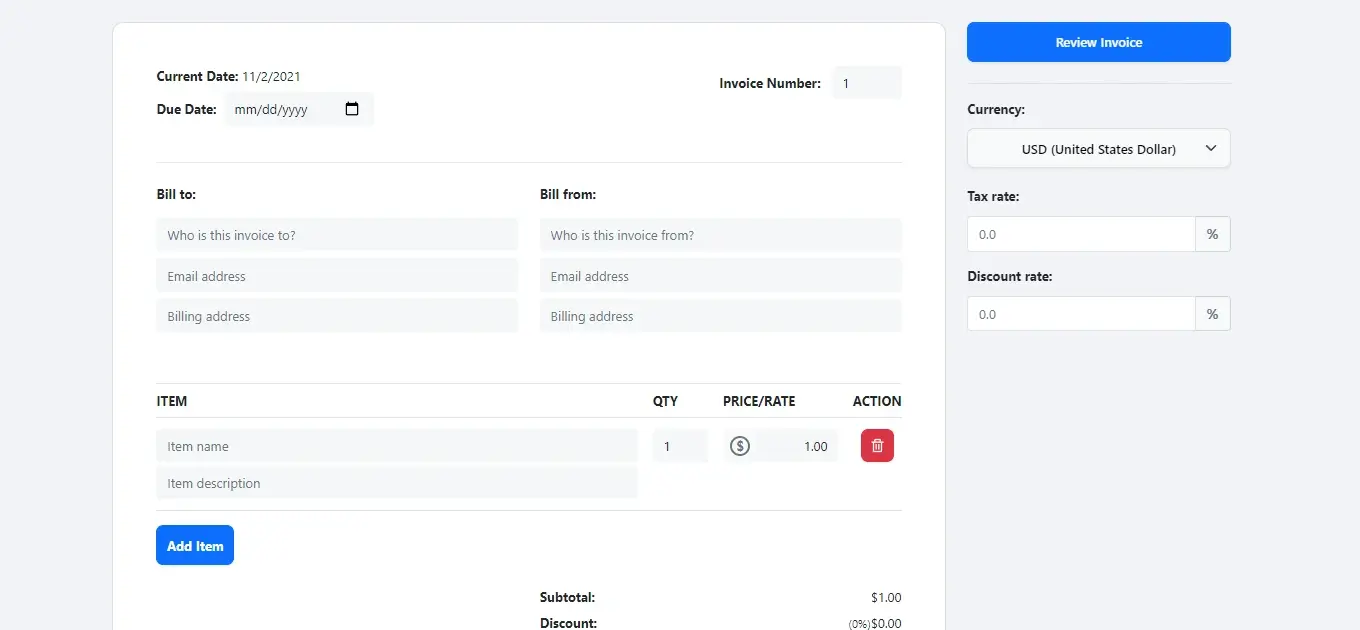 Review Invoice
Current Date: 11/2/2021
Invoice Number: 1
Due Date: mm/dd/yyyy
Currency:
USD (United States Dollar)
Bill to:
Bill from:
Tax rate:
Who is this invoice to?
Who is this invoice from?
0.0 %
Email address
Email address
Discount rate:
Billing address
Billing address
0.0 %
ITEM QTY PRICE/RATE ACTION
Item name 1 $ 1.00
Item description
Add Item
Subtotal: $1.00
Discount: (0%)$0.00